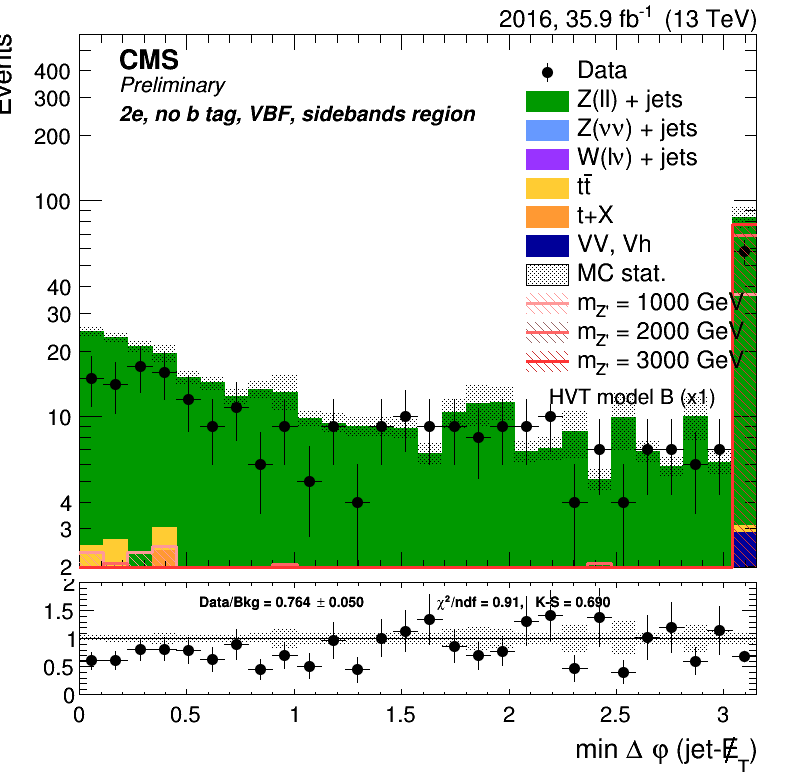 2016, 35.9 fb⁻¹ (13 TeV)
Events
CMS
Preliminary
2e, no b tag, VBF, sidebands region
Data
Z(ll) + jets
Z(νν) + jets
W(lν) + jets
tt̄
t+X
VV, Vh
MC stat.
m_Z' = 1000 GeV
m_Z' = 2000 GeV
m_Z' = 3000 GeV
HVT model B (x1)
400
300
200
100
40
30
20
10
4
3
2
Data/Bkg = 0.764 ± 0.050 χ²/ndf = 0.91, K-S = 0.690
2
1.5
1
0.5
0
0 0.5 1 1.5 2 2.5 3
min Δ φ (jet-E̸_T)